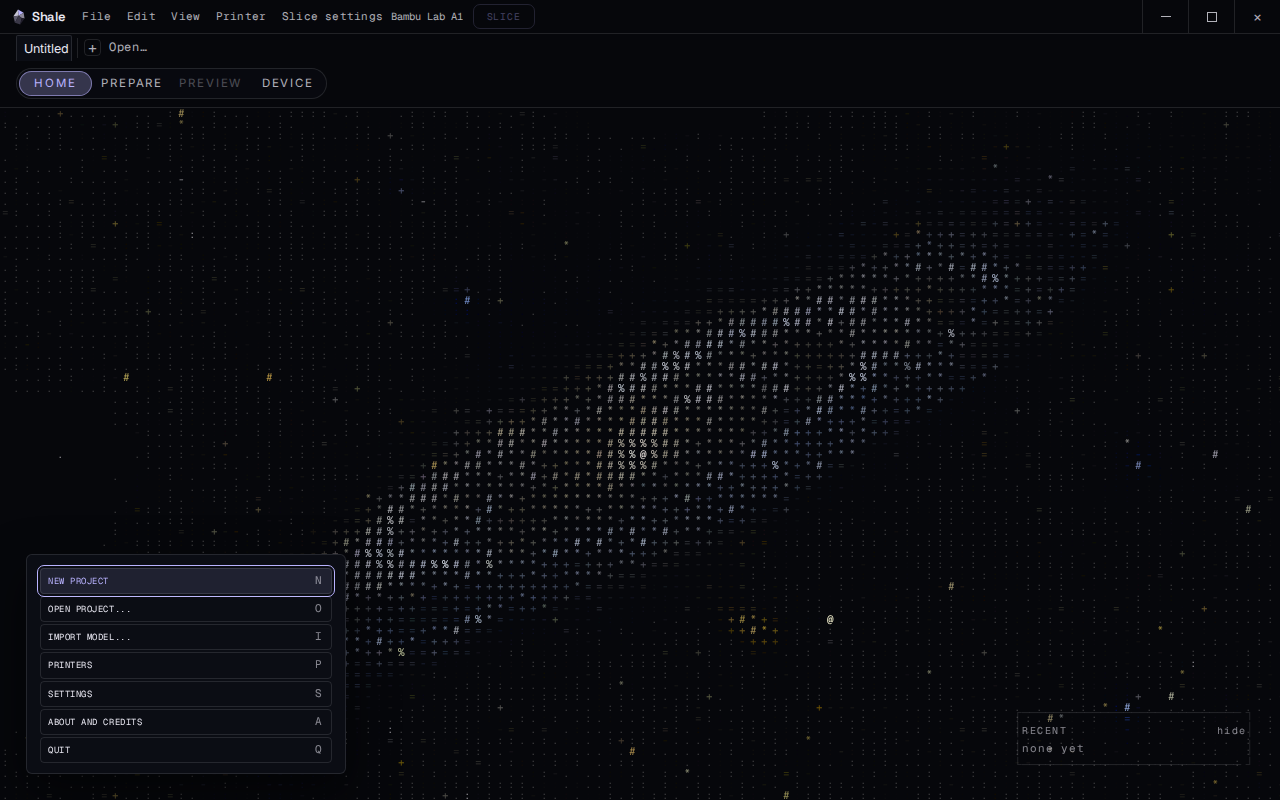 Shale File Edit View Printer Slice settings Bambu Lab A1 SLICE
Untitled + Open…
HOME PREPARE PREVIEW DEVICE
NEW PROJECT N
OPEN PROJECT... O
IMPORT MODEL... I
PRINTERS P
SETTINGS S
ABOUT AND CREDITS A
QUIT Q
RECENT hide
none yet